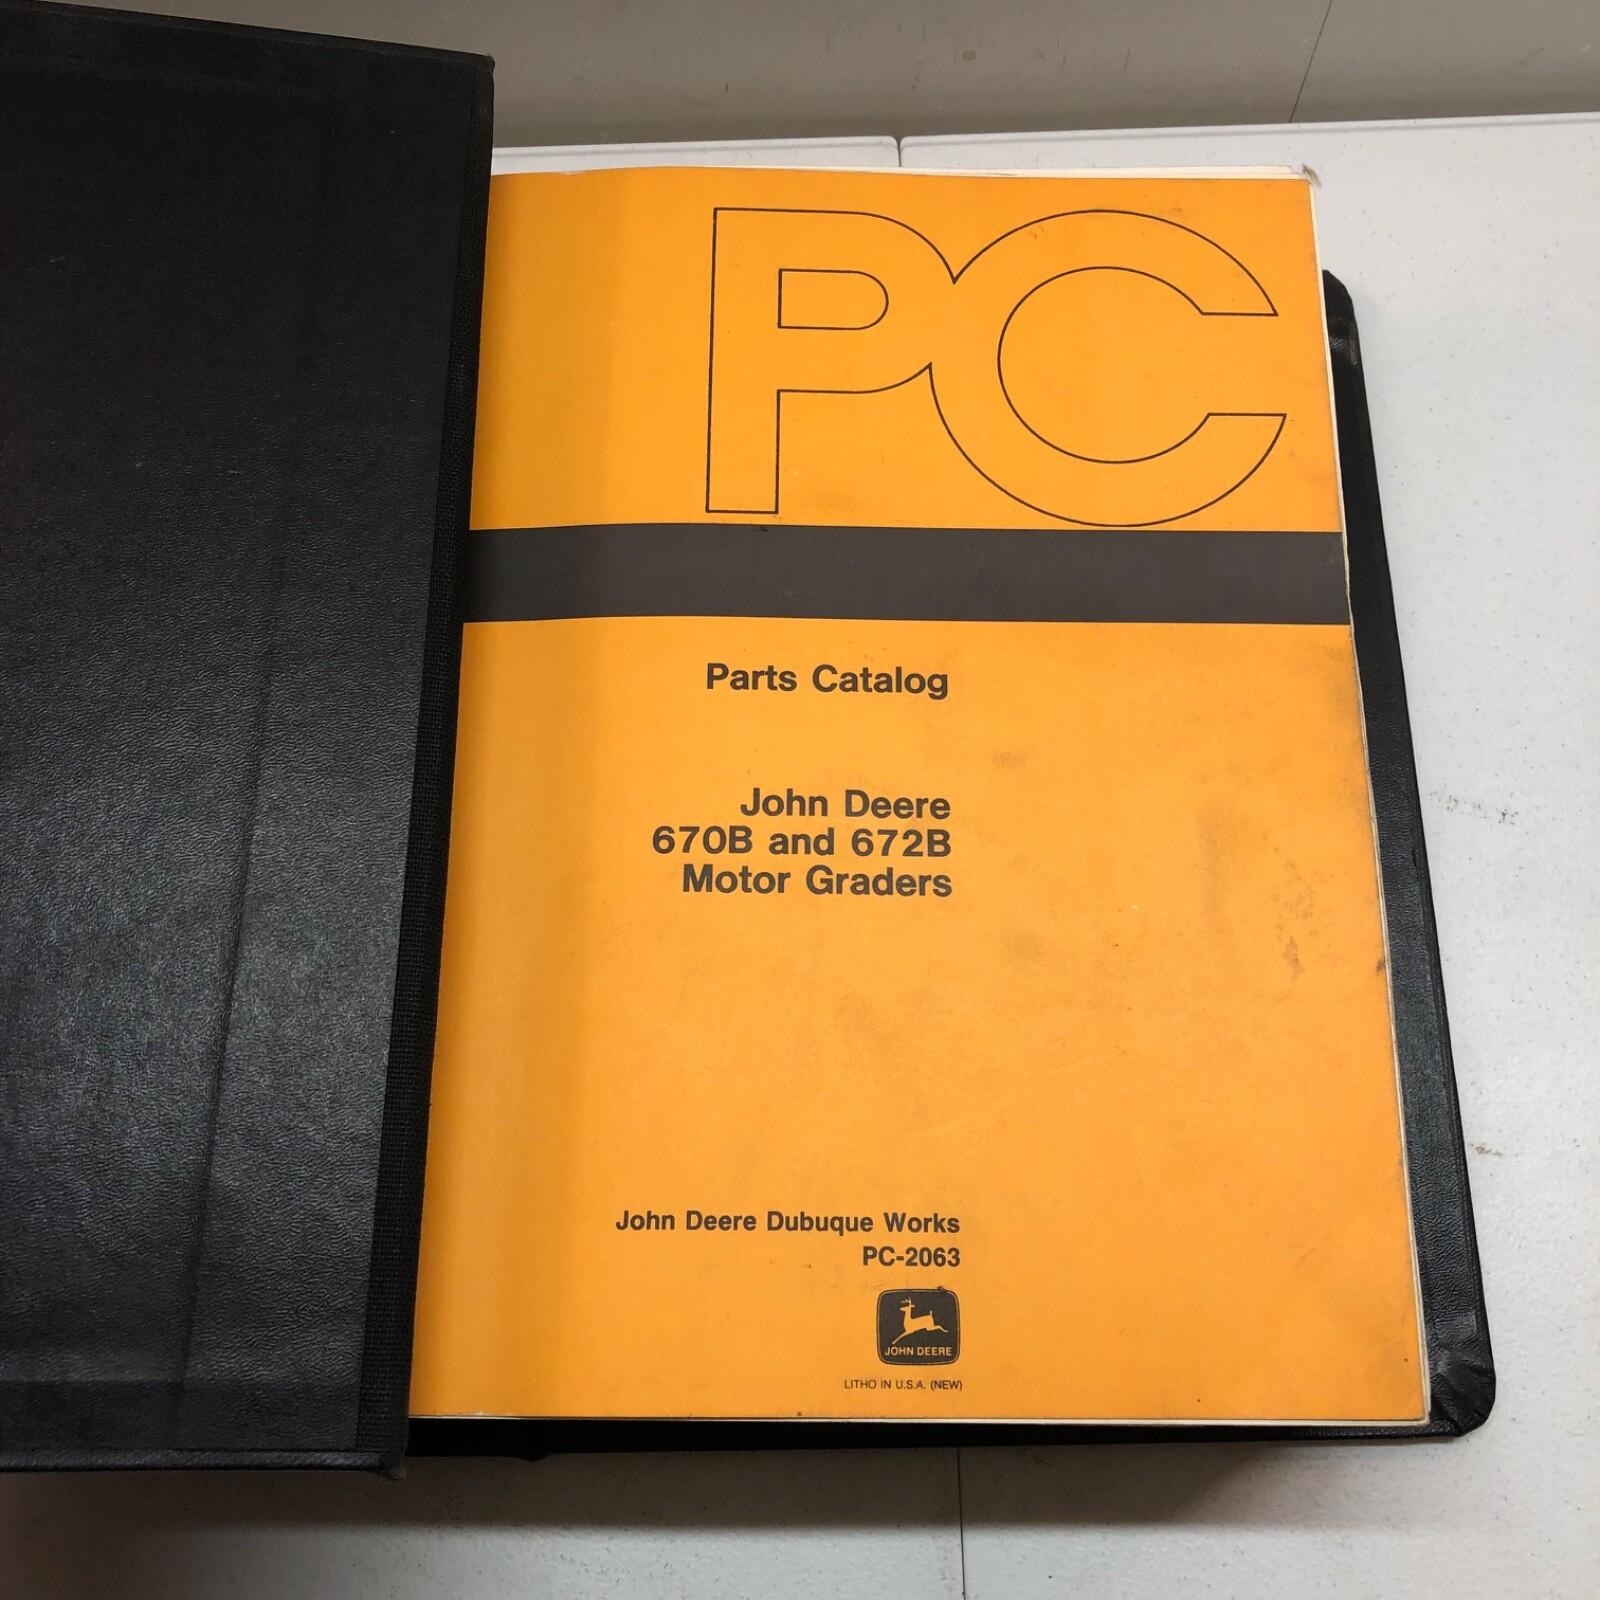 PC
Parts Catalog
John Deere
670B and 672B
Motor Graders
John Deere Dubuque Works
PC-2063
JOHN DEERE
LITHO IN U.S.A. (NEW)